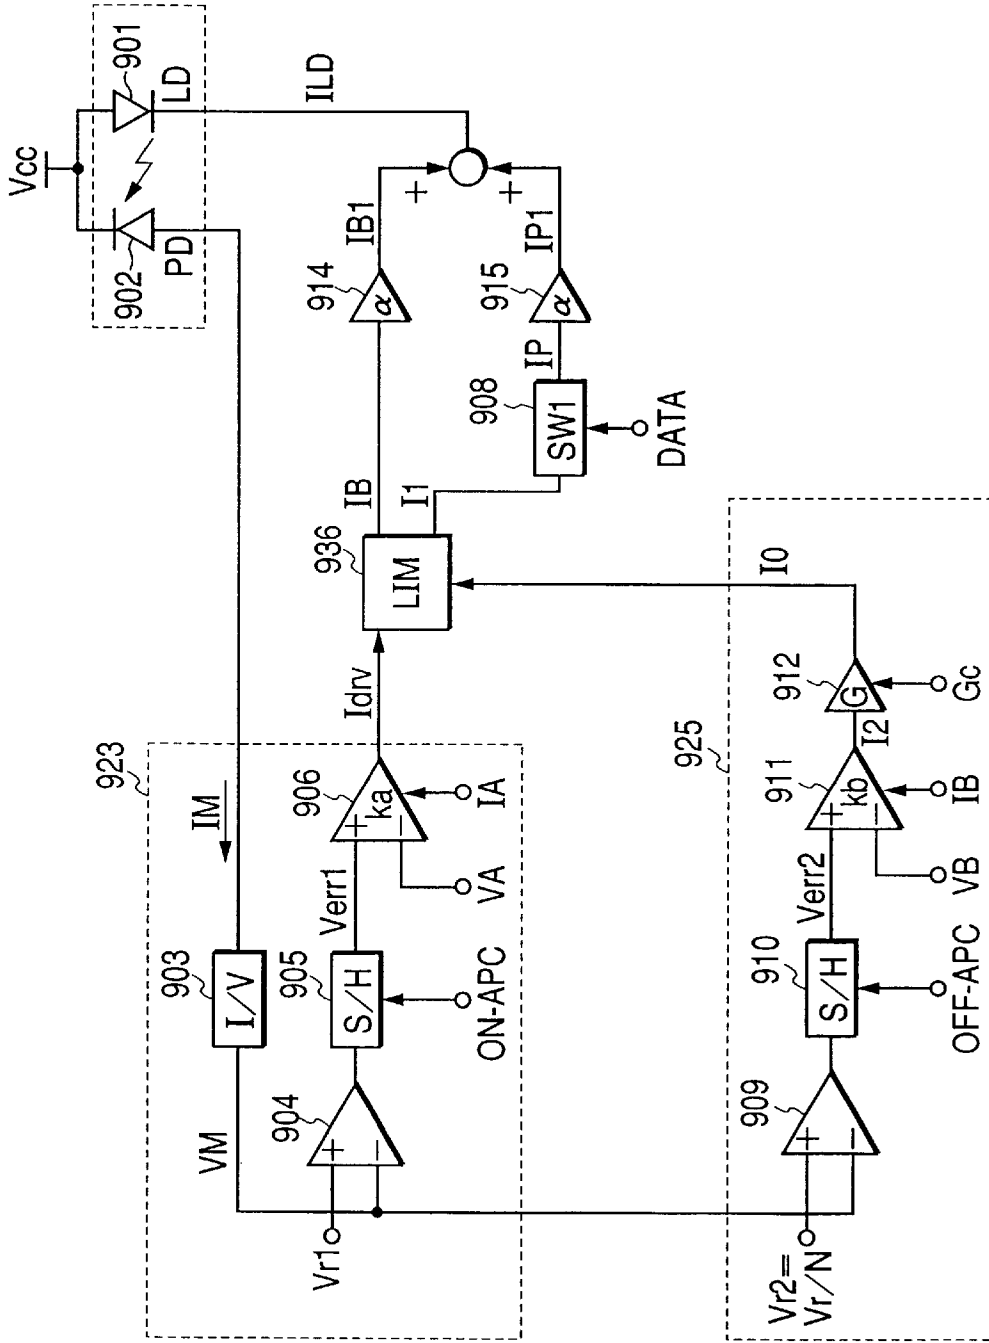 Vcc
901
LD
902
PD
ILD
IB1
914
α
+
+
IP1
915
α
IP
908
SW1
DATA
IB
I1
936
LIM
I0
Idrv
923
IM
903
I/V
VM
906
ka
+
−
IA
VA
Verr1
905
S/H
ON-APC
904
+
−
Vr1
925
912
G
Gc
I2
911
kb
+
−
IB
VB
Verr2
910
S/H
OFF-APC
909
+
−
Vr2=
Vr/N